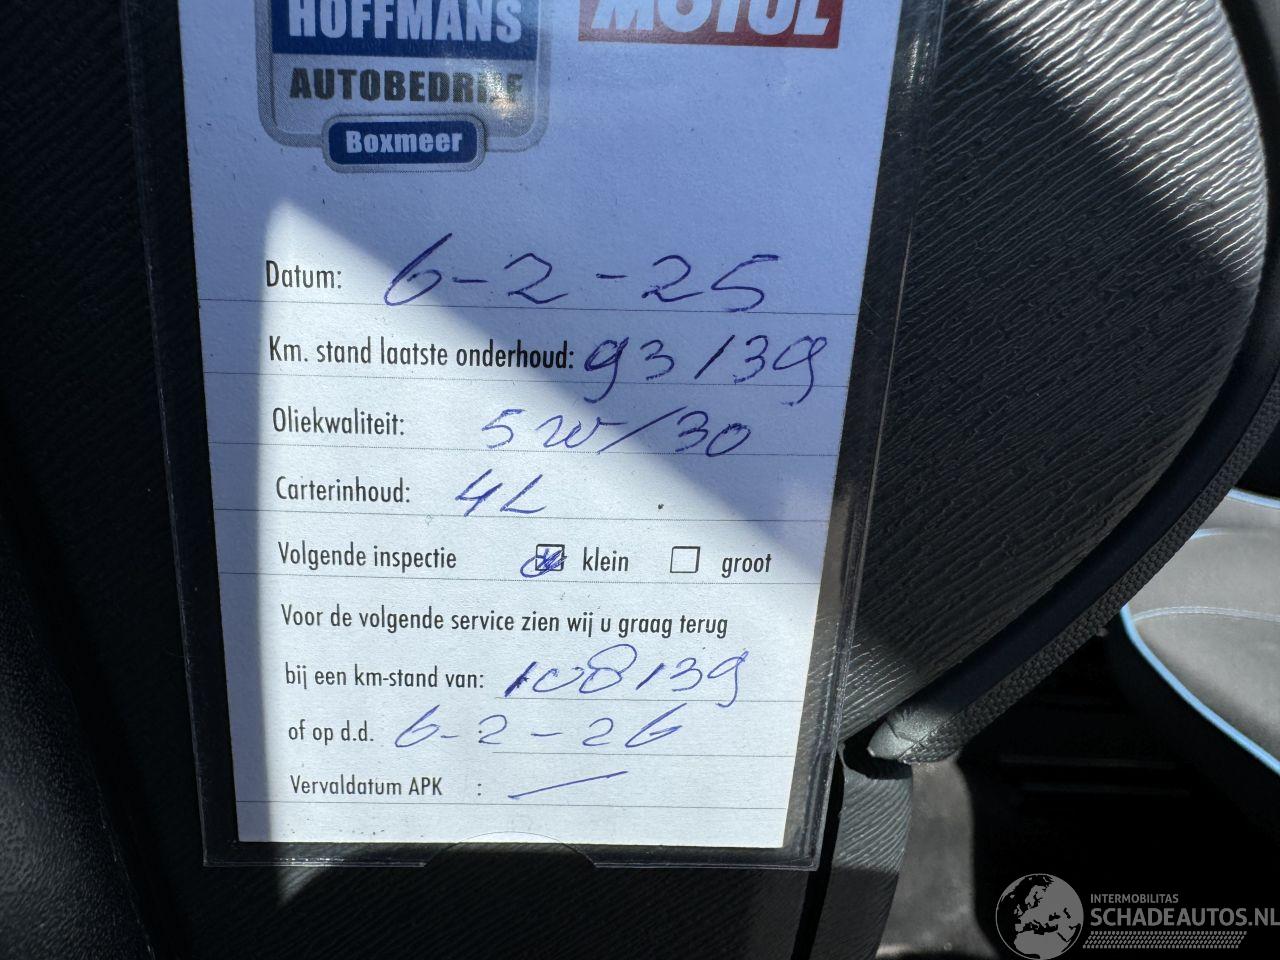 HOFFMANS
AUTOBEDRIJF
Boxmeer
MOTUL
Datum: 6-2-25
Km. stand laatste onderhoud: 93139
Oliekwaliteit: 5w/30
Carterinhoud: 4L
Volgende inspectie klein groot
Voor de volgende service zien wij u graag terug
bij een km-stand van: 108139
of op d.d. 6-2-26
Vervaldatum APK : —
INTERMOBILITAS
SCHADEAUTOS.NL